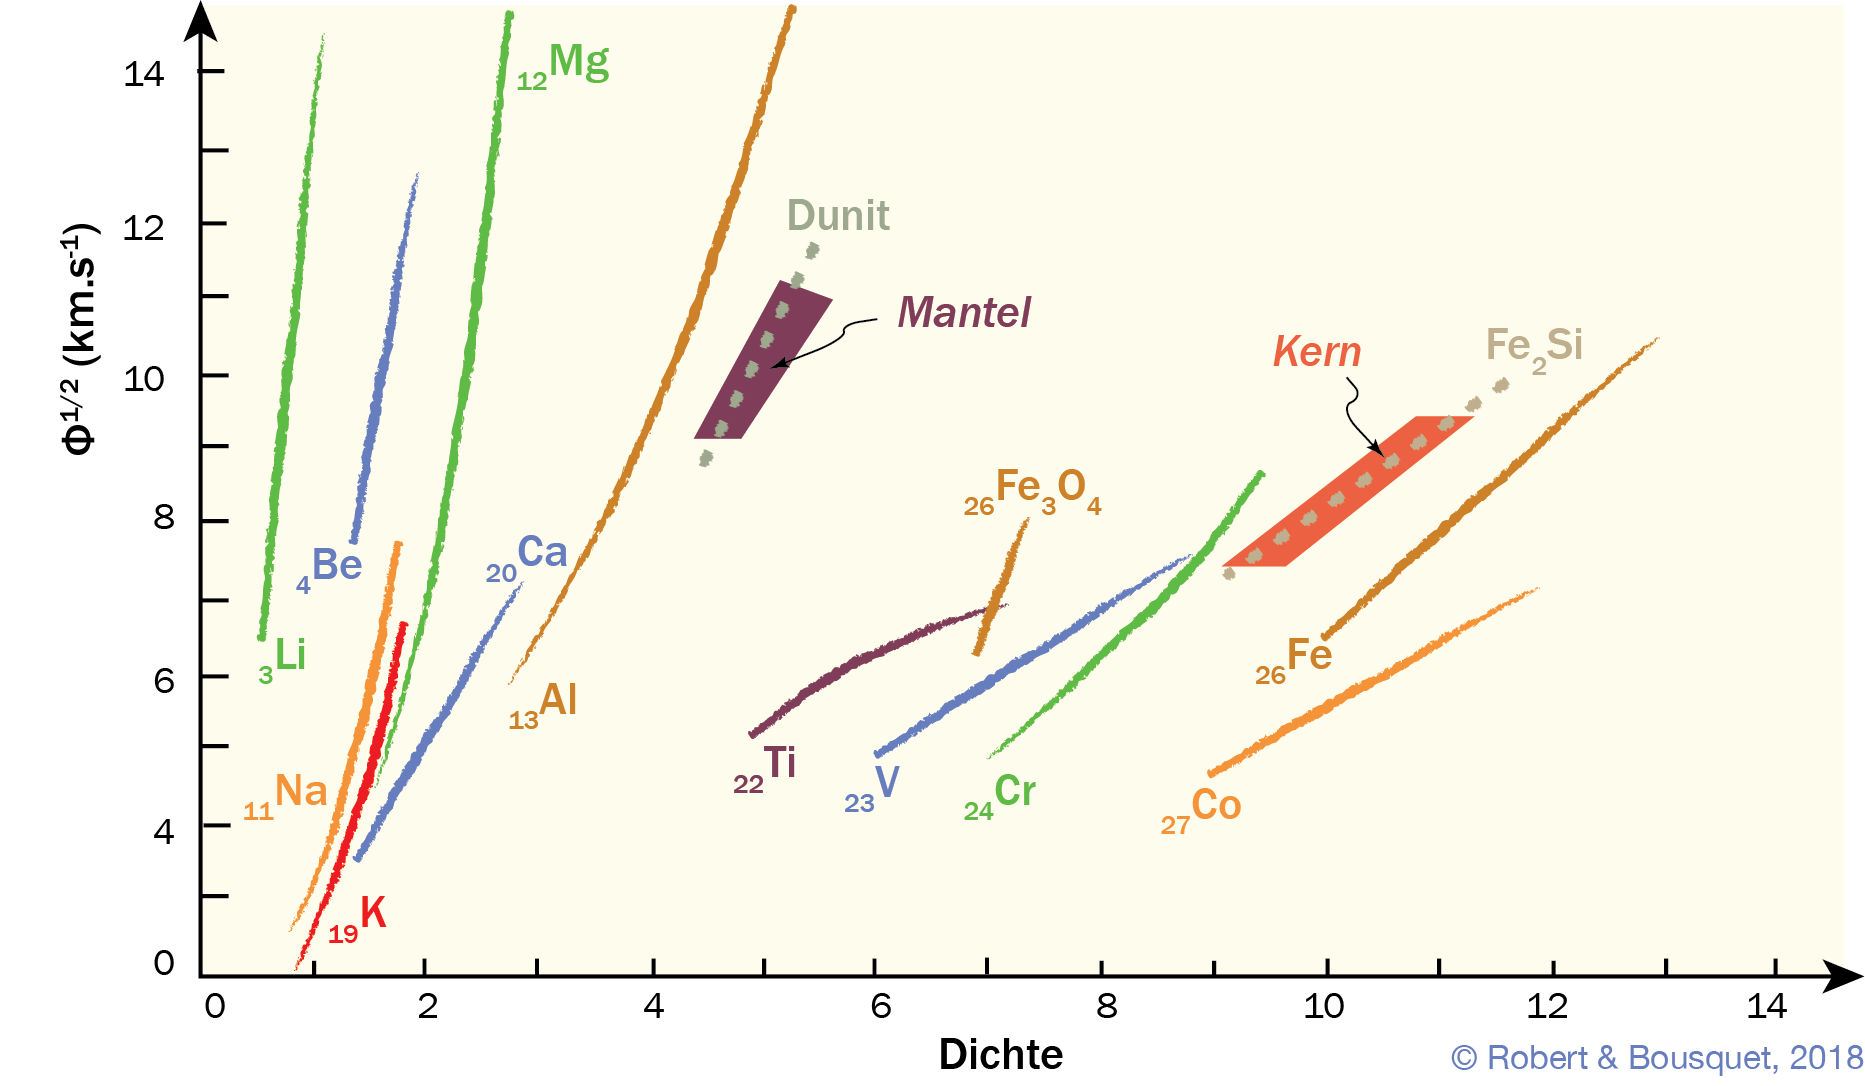 14
12
10
8
6
4
0
Φ1/2 (km.s-1)
12Mg
Dunit
Mantel
Kern
Fe2Si
26Fe3O4
4Be
20Ca
3Li
13Al
26Fe
11Na
22Ti
23V
24Cr
27Co
19K
0 2 4 6 8 10 12 14
Dichte
© Robert & Bousquet, 2018